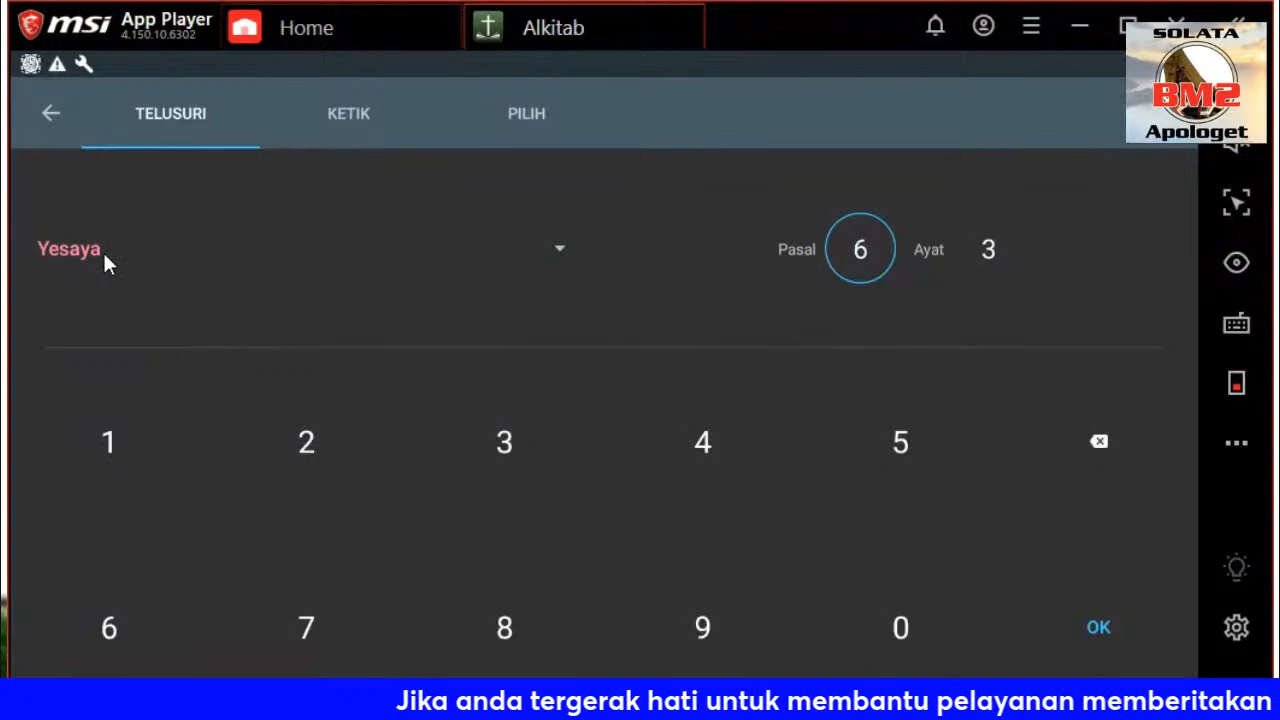 msi App Player
4.150.10.6302
Home
Alkitab
SOLATA
BM2
Apologet
TELUSURI
KETIK
PILIH
Yesaya
Pasal 6 Ayat 3
1 2 3 4 5
6 7 8 9 0 OK
Jika anda tergerak hati untuk membantu pelayanan memberitakan